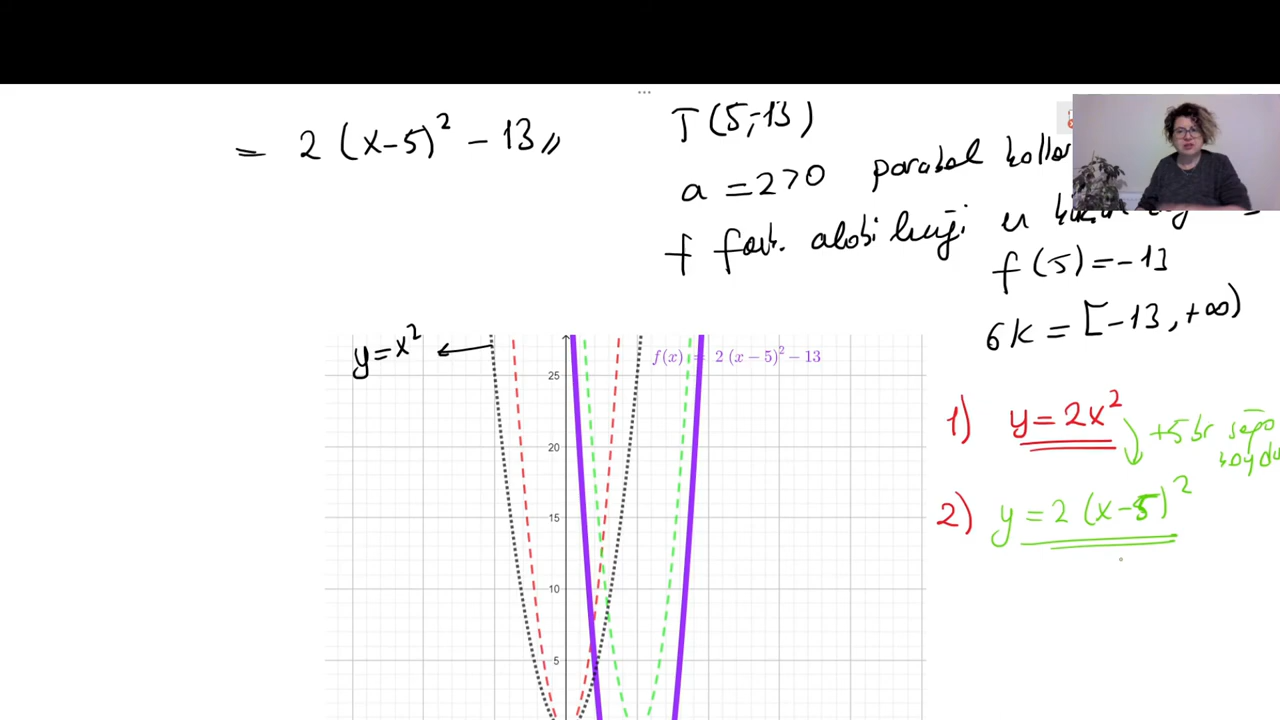 = 2 (x-5)² - 13//
T (5,-13)
a = 2 > 0 parabol kollar
f fonk. alabileceği en
f (5) = -13
GK = [-13, +∞)
y = x²
f(x) = 2 (x − 5)² − 13
25
20
15
10
5
1) y = 2x²
+5 br sağa
2) y = 2 (x-5)²